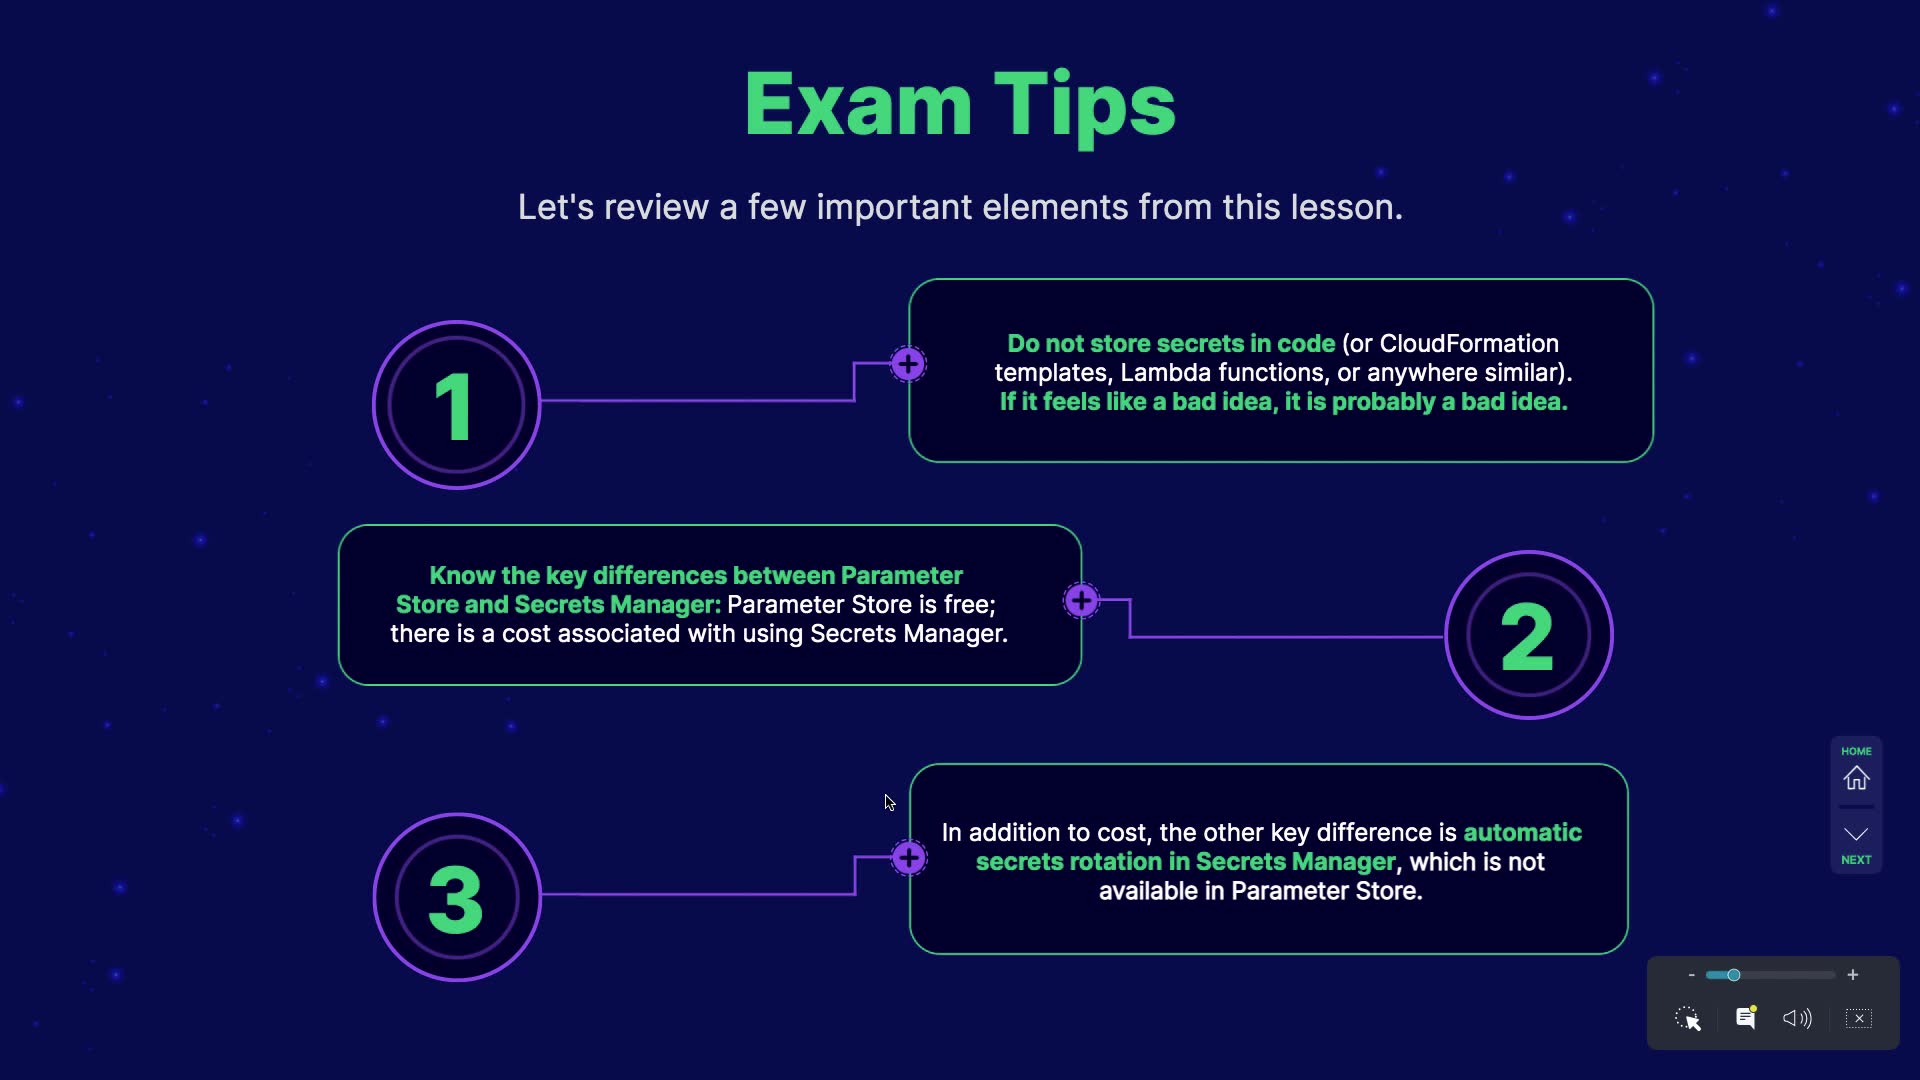 Exam Tips
Let's review a few important elements from this lesson.
1
Do not store secrets in code (or CloudFormation
templates, Lambda functions, or anywhere similar).
If it feels like a bad idea, it is probably a bad idea.
Know the key differences between Parameter
Store and Secrets Manager: Parameter Store is free;
there is a cost associated with using Secrets Manager.
2
3
In addition to cost, the other key difference is automatic
secrets rotation in Secrets Manager, which is not
available in Parameter Store.
HOME
NEXT